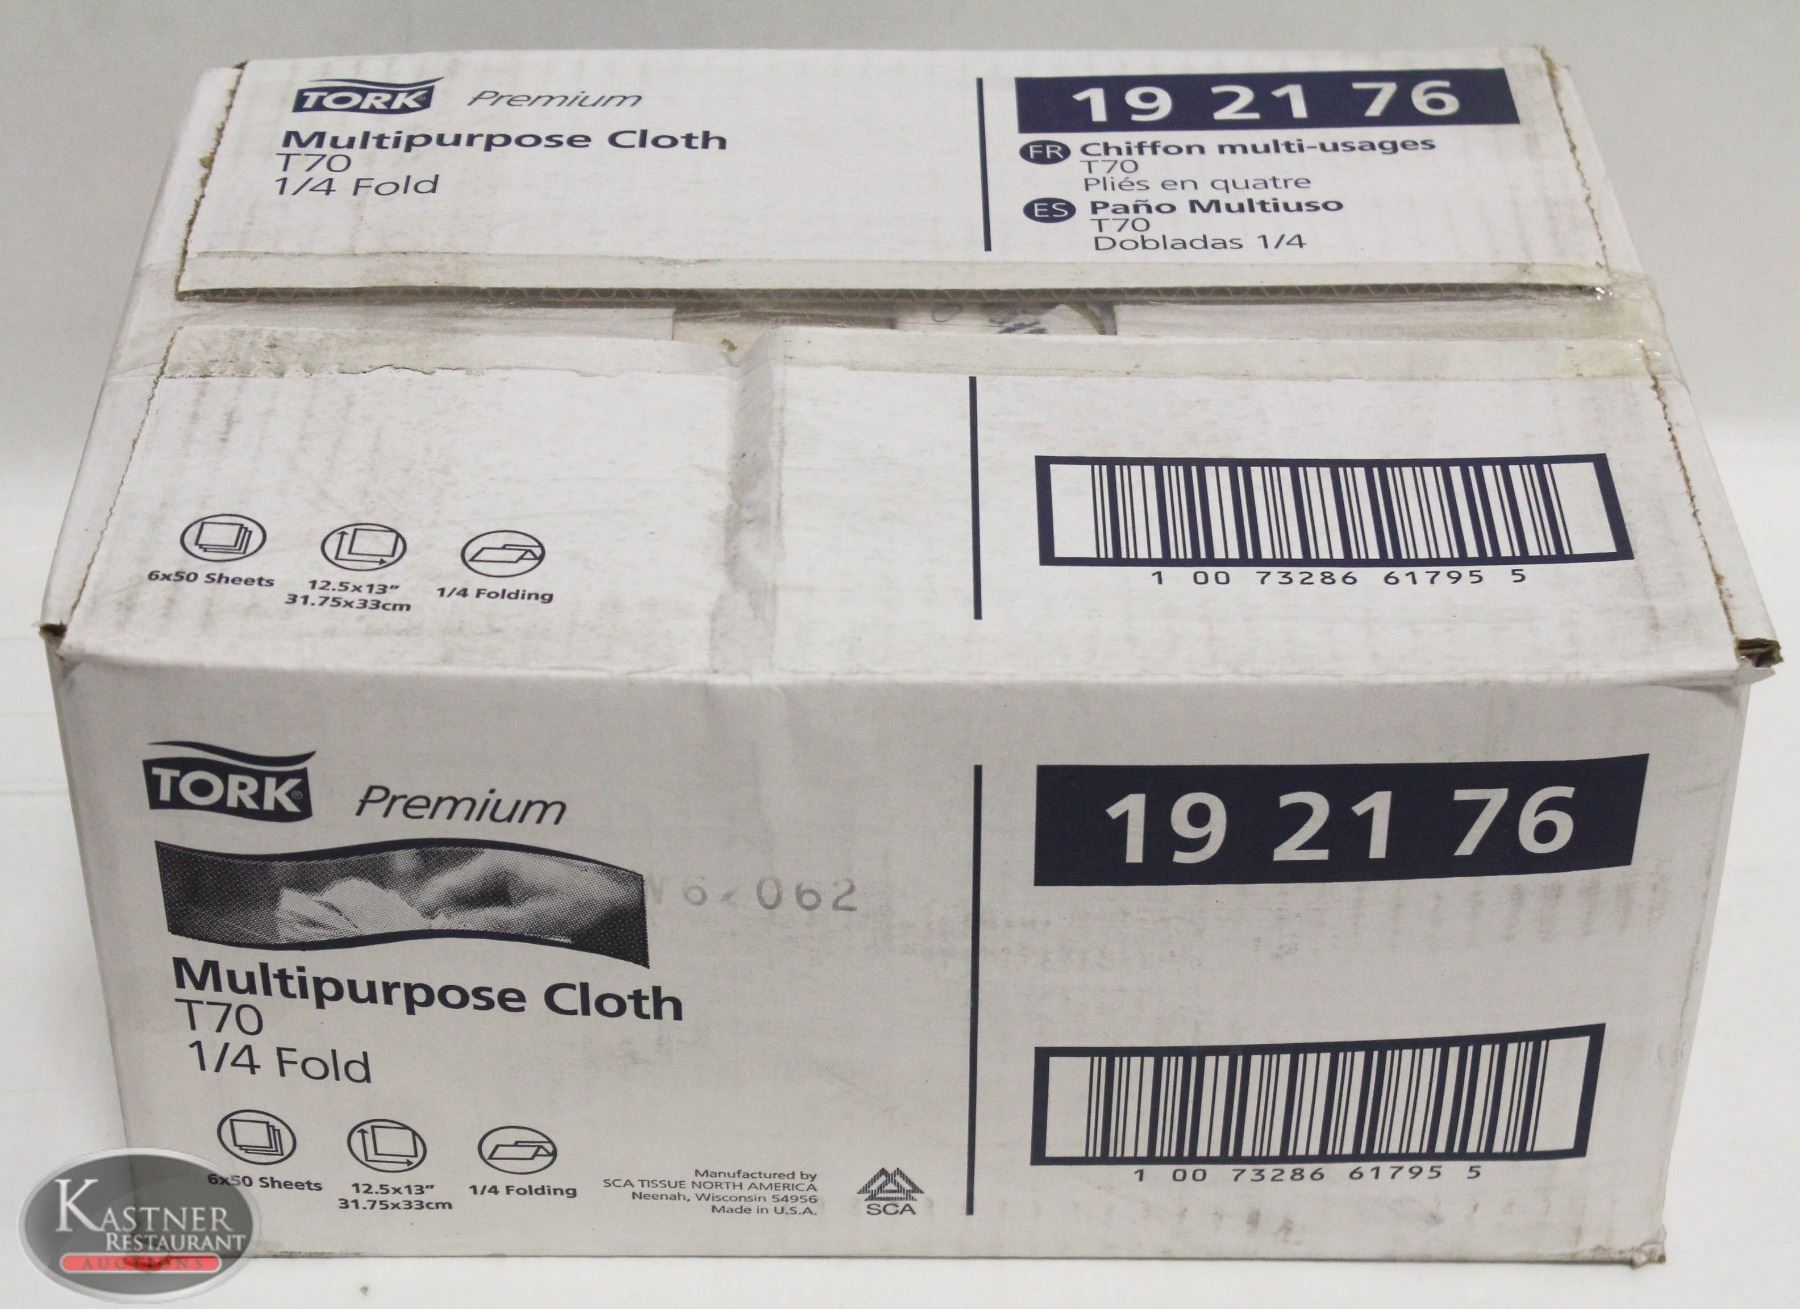 TORK Premium
Multipurpose Cloth
T70
1/4 Fold
19 21 76
FR Chiffon multi-usages
T70
Pliés en quatre
ES Paño Multiuso
T70
Dobladas 1/4
6x50 Sheets
12.5x13”
31.75x33cm
1/4 Folding
1 00 73286 61795 5
TORK® Premium
Multipurpose Cloth
T70
1/4 Fold
6x50 Sheets
12.5x13”
31.75x33cm
1/4 Folding
Manufactured by
SCA TISSUE NORTH AMERICA
Neenah, Wisconsin 54956
Made in U.S.A.
SCA
19 21 76
1 00 73286 61795 5
062
KASTNER
RESTAURANT
AUCTIONS